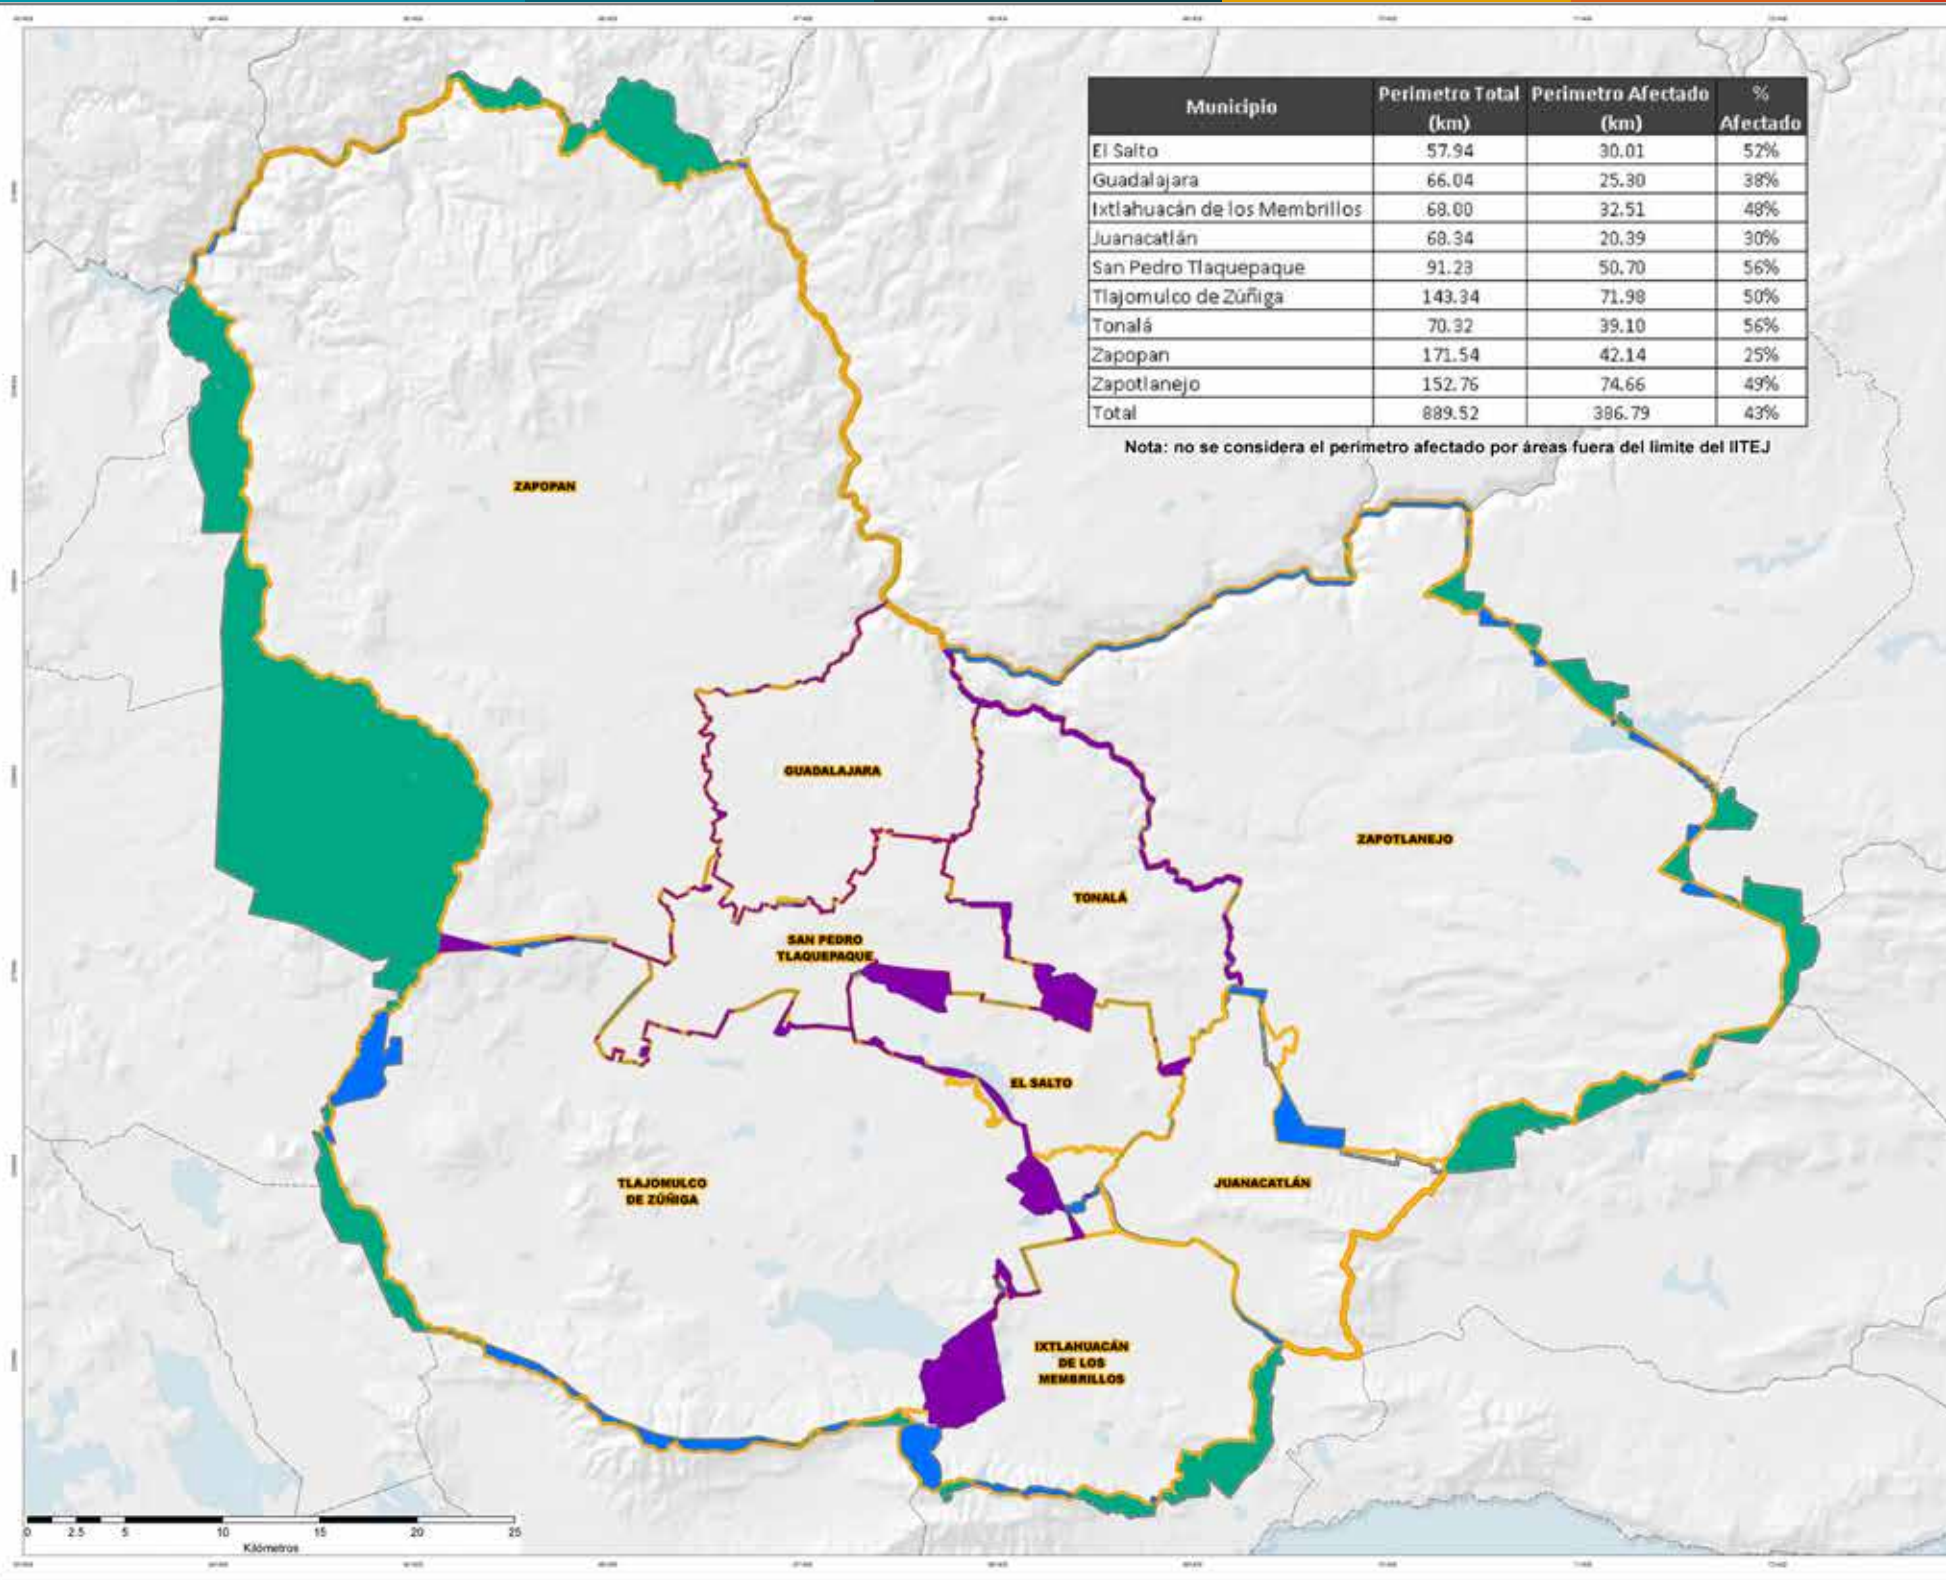 Municipio Perimetro Total (km) Perimetro Afectado (km) % Afectado
El Salto 57.94 30.01 52%
Guadalajara 66.04 25.30 38%
Ixtlahuacán de los Membrillos 68.00 32.51 48%
Juanacatlán 68.34 20.39 30%
San Pedro Tlaquepaque 91.23 50.70 56%
Tlajomulco de Zúñiga 143.34 71.98 50%
Tonalá 70.32 39.10 56%
Zapopan 171.54 42.14 25%
Zapotlanejo 152.76 74.66 49%
Total 889.52 386.79 43%
Nota: no se considera el perimetro afectado por áreas fuera del limite del IITEJ
ZAPOPAN
GUADALAJARA
ZAPOTLANEJO
TONALÁ
SAN PEDRO
TLAQUEPAQUE
EL SALTO
TLAJOMULCO
DE ZÚÑIGA
JUANACATLÁN
IXTLAHUACÁN
DE LOS
MEMBRILLOS
0 2.5 5 10 15 20 25
Kilómetros